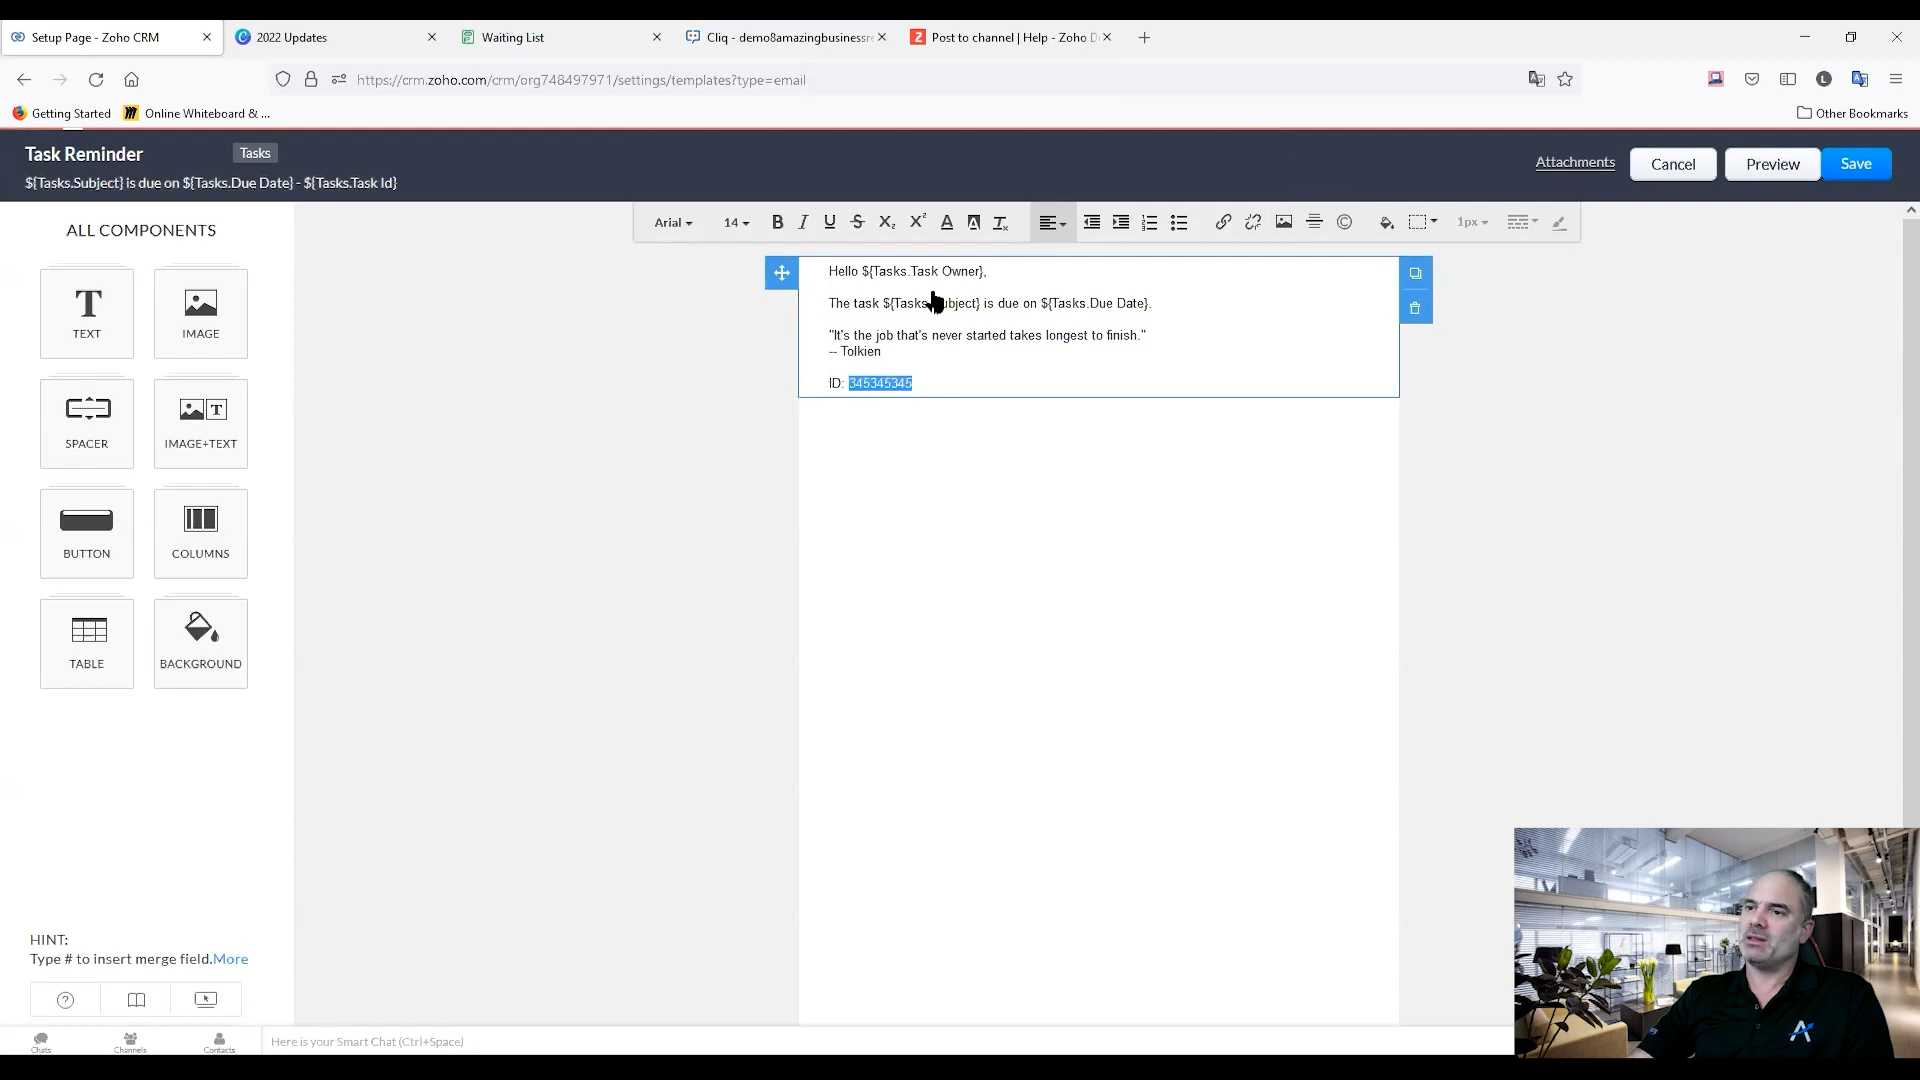 Setup Page - Zoho CRM
2022 Updates
Waiting List
Cliq - demo8amazingbusinessre
Post to channel | Help - Zoho D
https://crm.zoho.com/crm/org748497971/settings/templates?type=email
L
Getting Started
Online Whiteboard & ...
Other Bookmarks
Task Reminder
Tasks
${Tasks.Subject} is due on ${Tasks.Due Date} - ${Tasks.Task Id}
Attachments
Cancel
Preview
Save
ALL COMPONENTS
Arial
14
1px
TEXT
IMAGE
SPACER
IMAGE+TEXT
BUTTON
COLUMNS
TABLE
BACKGROUND
Hello ${Tasks.Task Owner},
The task ${Tasks.Subject} is due on ${Tasks.Due Date}.
"It's the job that's never started takes longest to finish."
-- Tolkien
ID: 345345345
HINT:
Type # to insert merge field.More
Chats
Channels
Contacts
Here is your Smart Chat (Ctrl+Space)